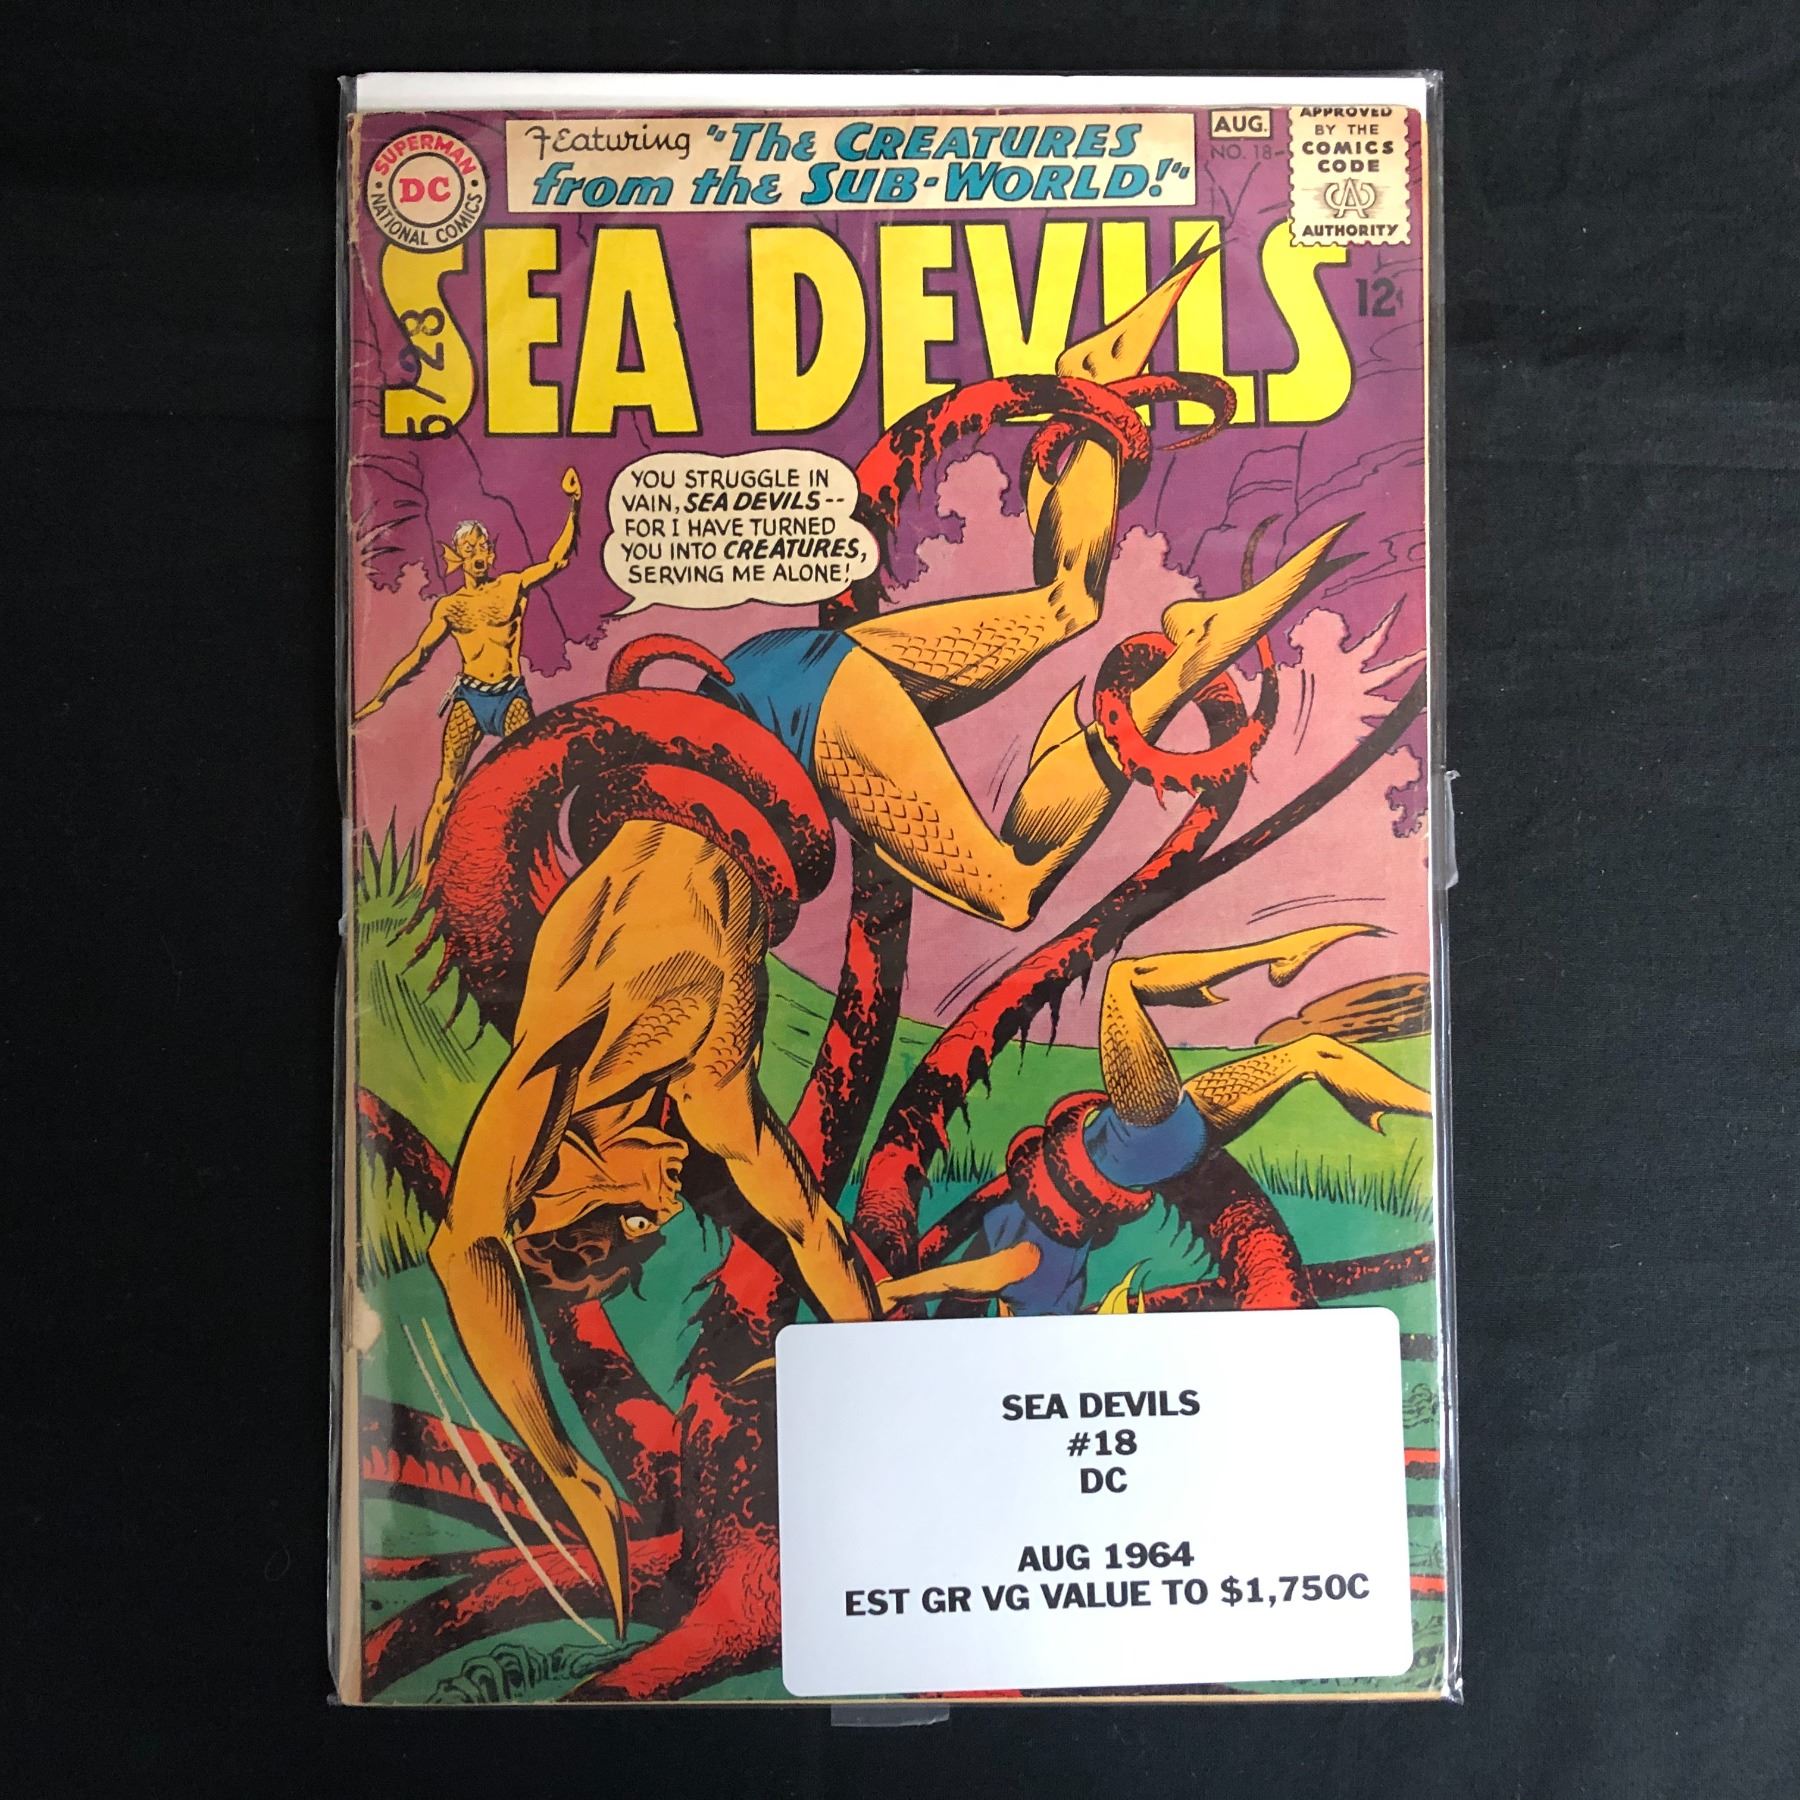 SUPERMAN
DC
NATIONAL COMICS
Featuring "The CREATURES
from the SUB-WORLD!"
AUG.
NO. 18
APPROVED
BY THE
COMICS
CODE
CA
AUTHORITY
SEA DEVILS
12¢
5/28
YOU STRUGGLE IN
VAIN, SEA DEVILS--
FOR I HAVE TURNED
YOU INTO CREATURES,
SERVING ME ALONE!
SEA DEVILS
#18
DC
AUG 1964
EST GR VG VALUE TO $1,750C